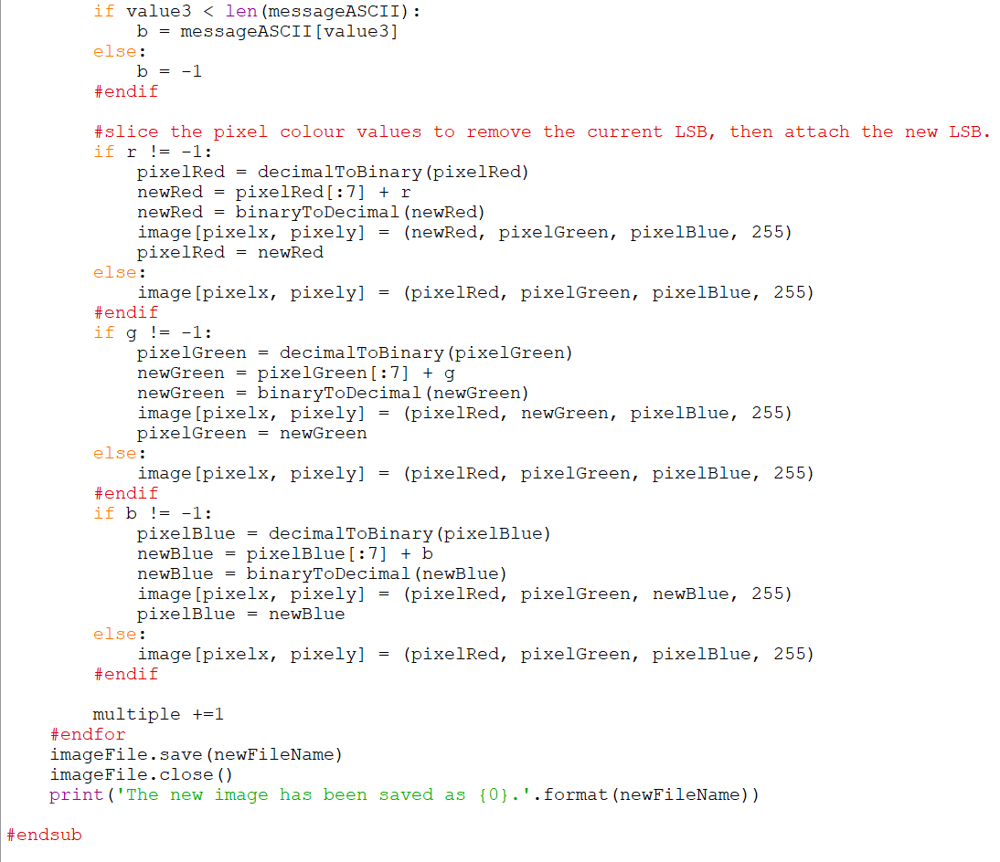 if value3 < len(messageASCII):
b = messageASCII[value3]
else:
b = -1
#endif
#slice the pixel colour values to remove the current LSB, then attach the new LSB.
if r != -1:
pixelRed = decimalToBinary(pixelRed)
newRed = pixelRed[:7] + r
newRed = binaryToDecimal(newRed)
image[pixelx, pixely] = (newRed, pixelGreen, pixelBlue, 255)
pixelRed = newRed
else:
image[pixelx, pixely] = (pixelRed, pixelGreen, pixelBlue, 255)
#endif
if g != -1:
pixelGreen = decimalToBinary(pixelGreen)
newGreen = pixelGreen[:7] + g
newGreen = binaryToDecimal(newGreen)
image[pixelx, pixely] = (pixelRed, newGreen, pixelBlue, 255)
pixelGreen = newGreen
else:
image[pixelx, pixely] = (pixelRed, pixelGreen, pixelBlue, 255)
#endif
if b != -1:
pixelBlue = decimalToBinary(pixelBlue)
newBlue = pixelBlue[:7] + b
newBlue = binaryToDecimal(newBlue)
image[pixelx, pixely] = (pixelRed, pixelGreen, newBlue, 255)
pixelBlue = newBlue
else:
image[pixelx, pixely] = (pixelRed, pixelGreen, pixelBlue, 255)
#endif
multiple +=1
#endfor
imageFile.save(newFileName)
imageFile.close()
print('The new image has been saved as {0}.'.format(newFileName))
#endsub